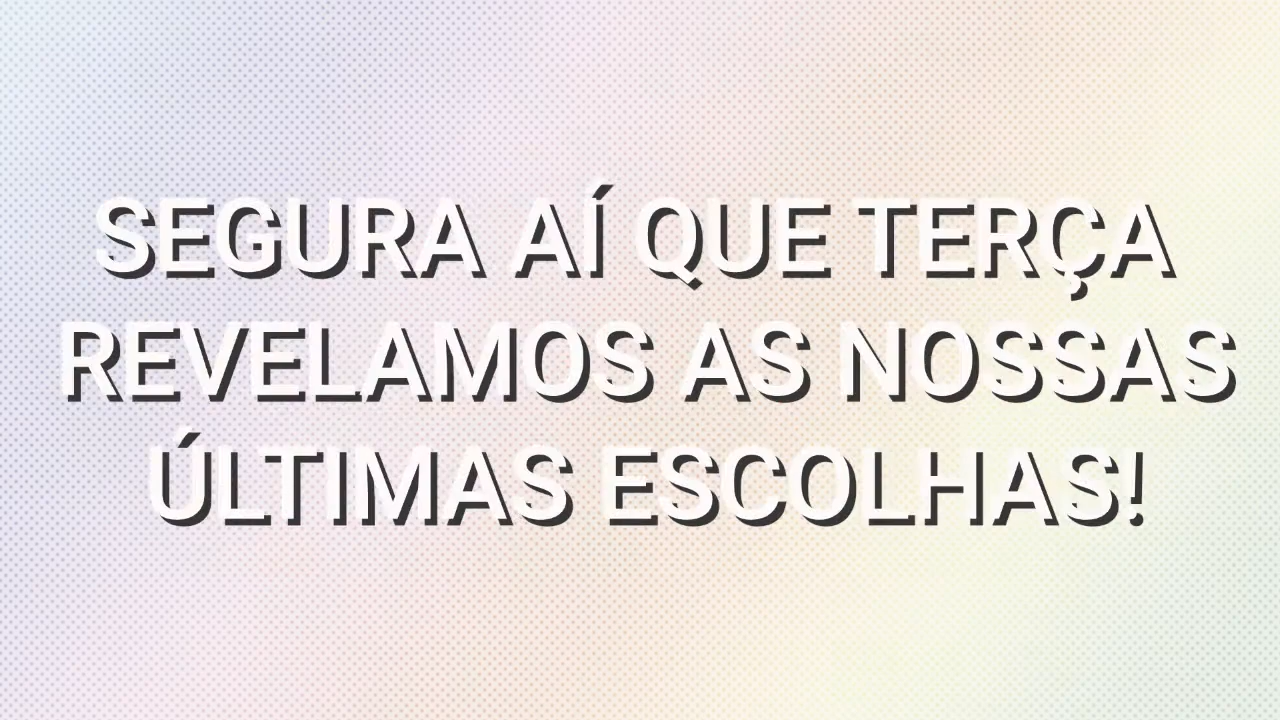 SEGURA AÍ QUE TERÇA
REVELAMOS AS NOSSAS
ÚLTIMAS ESCOLHAS!